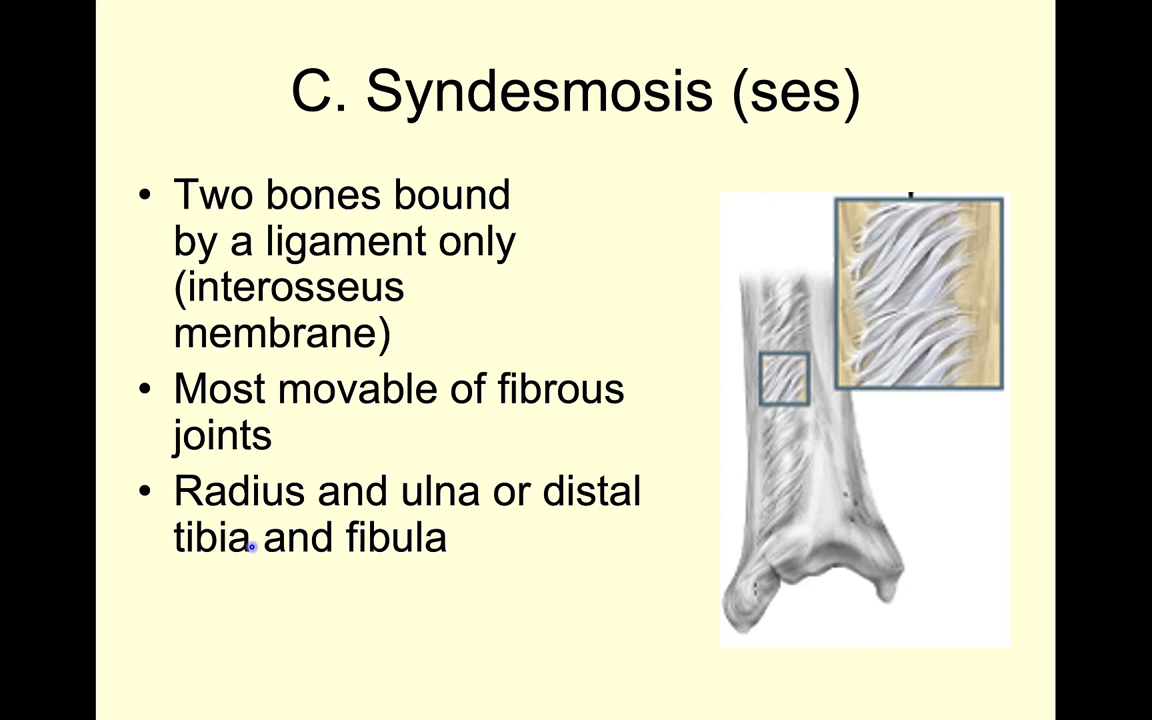 C. Syndesmosis (ses)
• Two bones bound
by a ligament only
(interosseus
membrane)
• Most movable of fibrous
joints
• Radius and ulna or distal
tibia and fibula